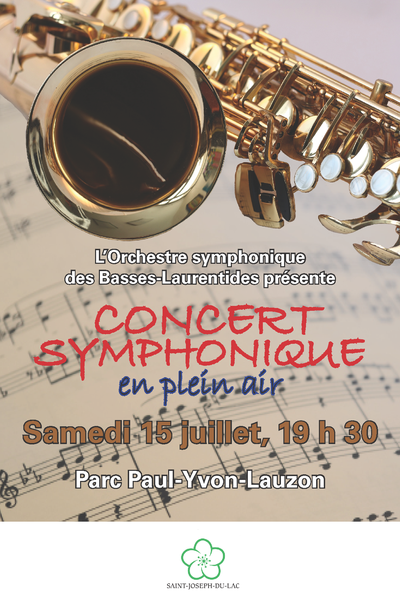 L'Orchestre symphonique
des Basses-Laurentides présente
CONCERT
SYMPHONIQUE
en plein air
Samedi 15 juillet, 19 h 30
Parc Paul-Yvon-Lauzon
SAINT-JOSEPH-DU-LAC